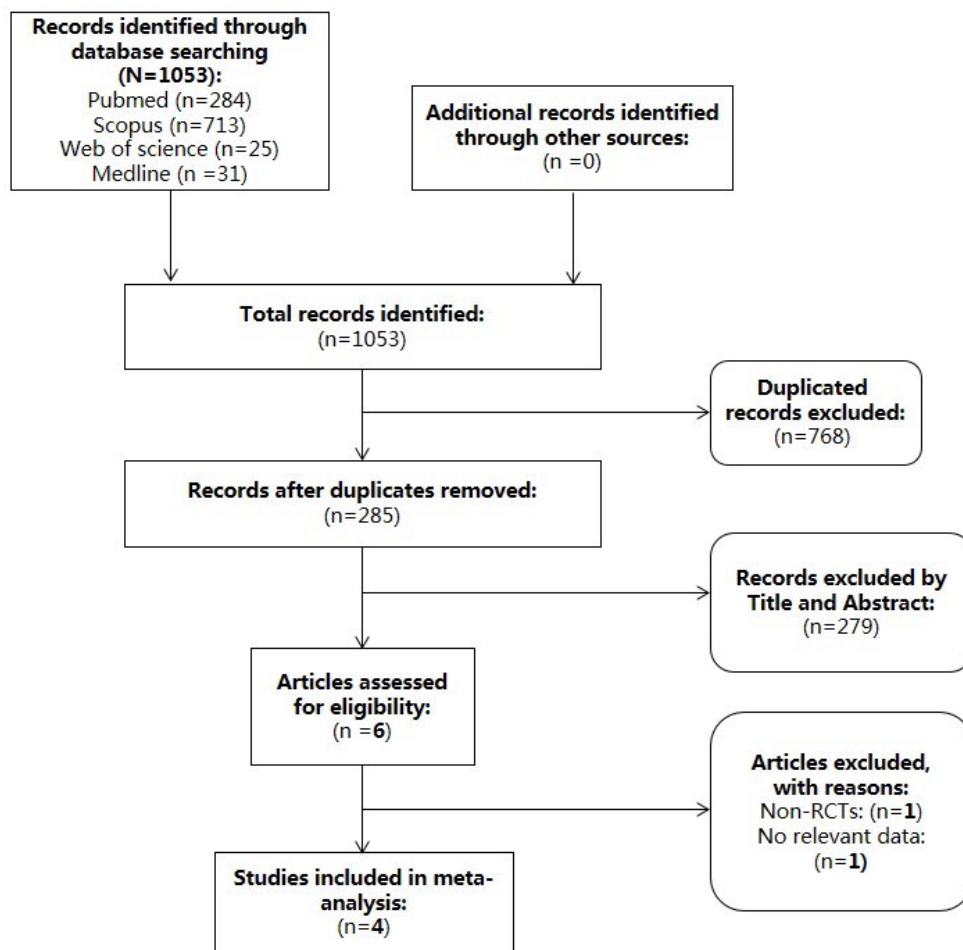 Records identified through
database searching
(N=1053):
Pubmed (n=284)
Scopus (n=713)
Web of science (n=25)
Medline (n =31)
Additional records identified
through other sources:
(n =0)
Total records identified:
(n=1053)
Duplicated
records excluded:
(n=768)
Records after duplicates removed:
(n=285)
Records excluded by
Title and Abstract:
(n=279)
Articles assessed
for eligibility:
(n =6)
Articles excluded,
with reasons:
Non-RCTs: (n=1)
No relevant data:
(n=1)
Studies included in meta-
analysis:
(n=4)